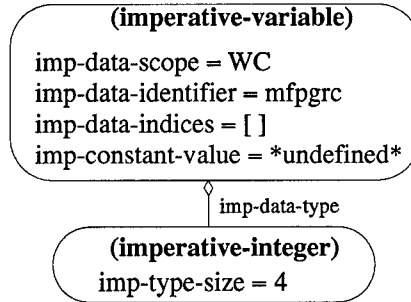 (imperative-variable)
imp-data-scope = WC
imp-data-identifier = mfpgrc
imp-data-indices = [ ]
imp-constant-value = *undefined*
imp-data-type
(imperative-integer)
imp-type-size = 4